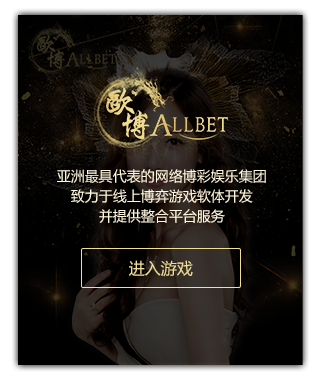 歐博 ALLBET
歐博 ALLBET
亚洲最具代表的网络博彩娱乐集团
致力于线上博弈游戏软体开发
并提供整合平台服务
进入游戏